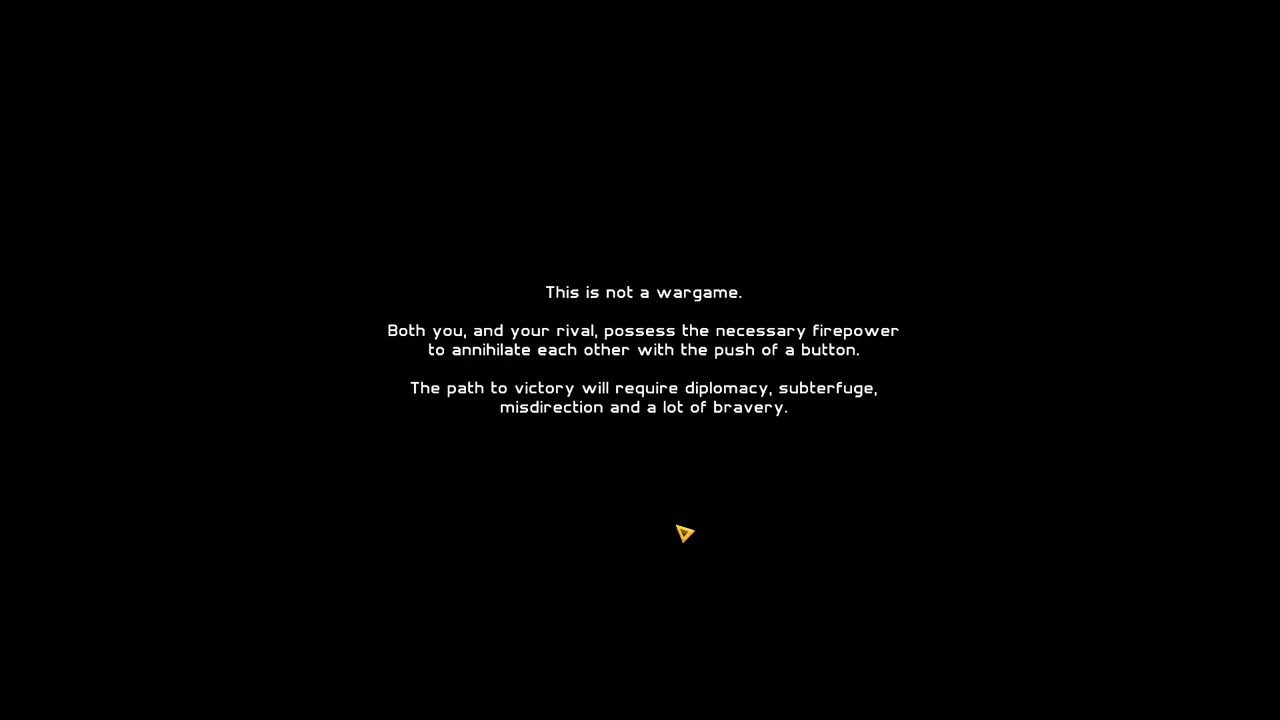 This is not a wargame.
Both you, and your rival, possess the necessary firepower
to annihilate each other with the push of a button.
The path to victory will require diplomacy, subterfuge,
misdirection and a lot of bravery.